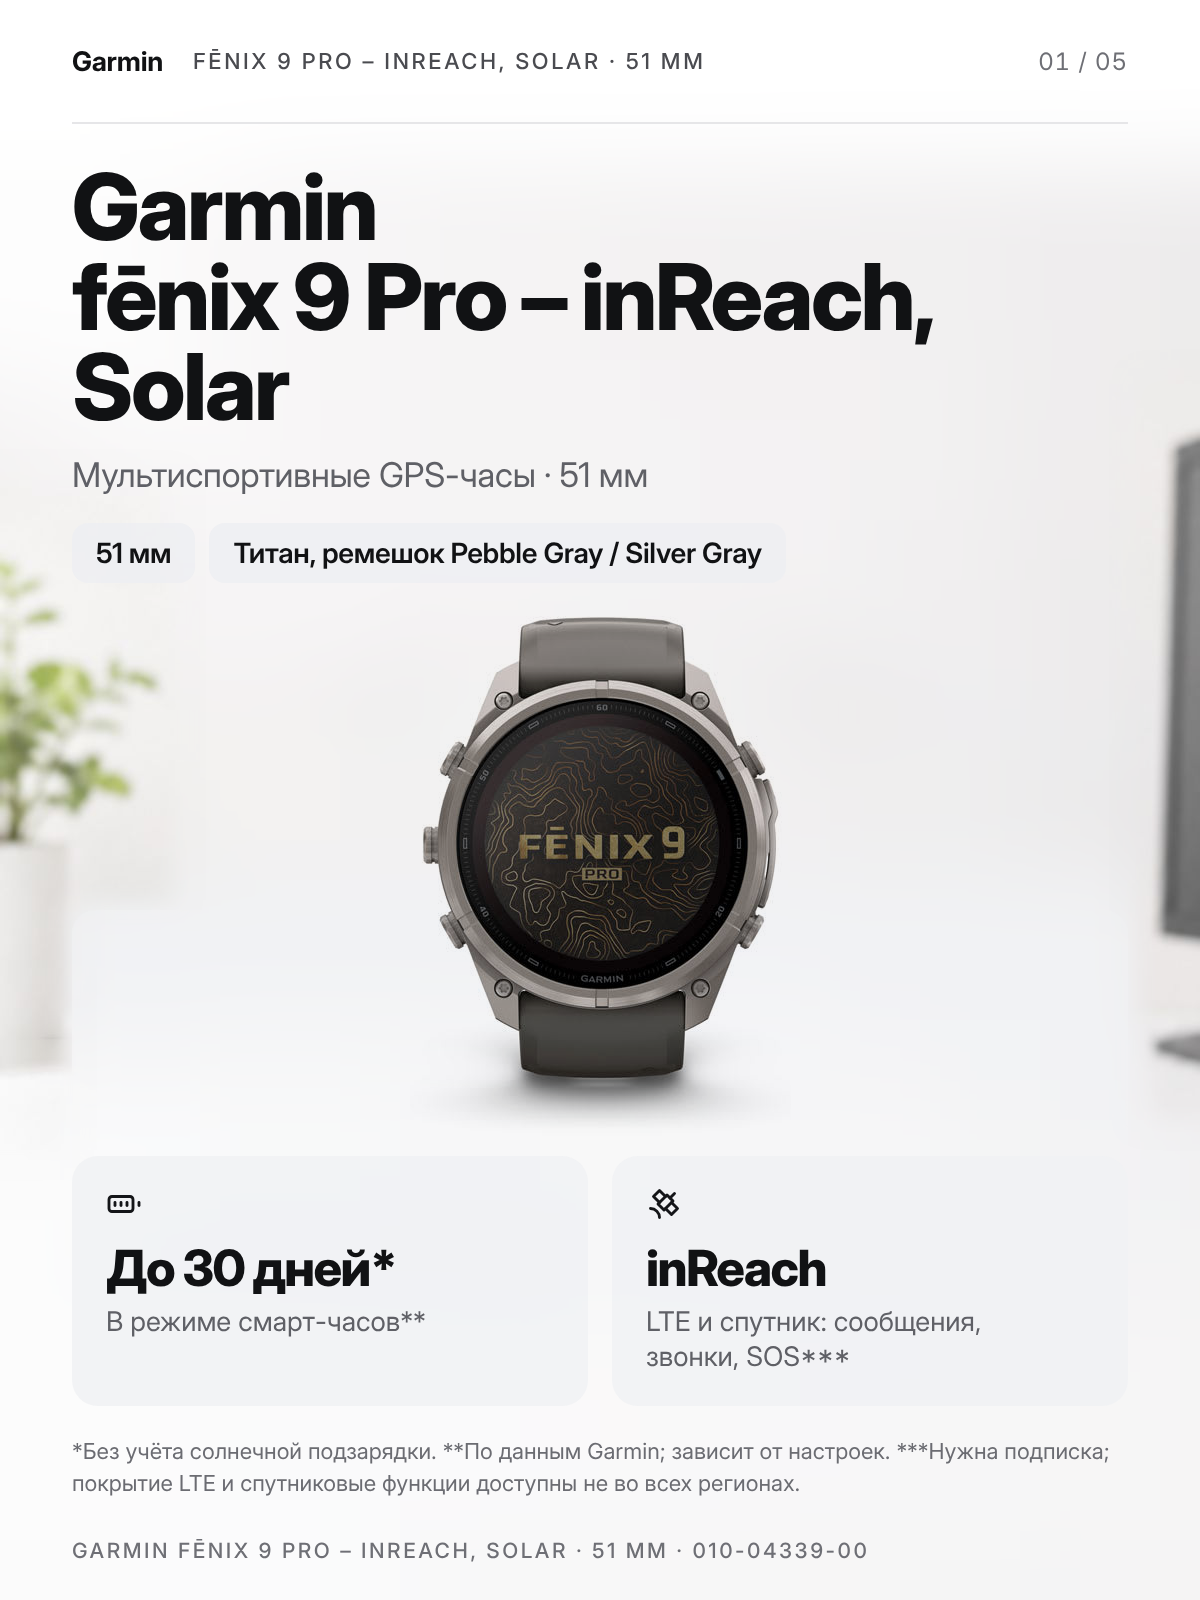 Garmin FĒNIX 9 PRO – INREACH, SOLAR · 51 ММ 01 / 05
Garmin
fēnix 9 Pro – inReach,
Solar
Мультиспортивные GPS-часы · 51 мм
51 мм Титан, ремешок Pebble Gray / Silver Gray
60
50
FĒNIX 9
PRO
40 20
GARMIN
До 30 дней*
В режиме смарт-часов**
inReach
LTE и спутник: сообщения,
звонки, SOS***
*Без учёта солнечной подзарядки. **По данным Garmin; зависит от настроек. ***Нужна подписка;
покрытие LTE и спутниковые функции доступны не во всех регионах.
GARMIN FĒNIX 9 PRO – INREACH, SOLAR · 51 ММ · 010-04339-00